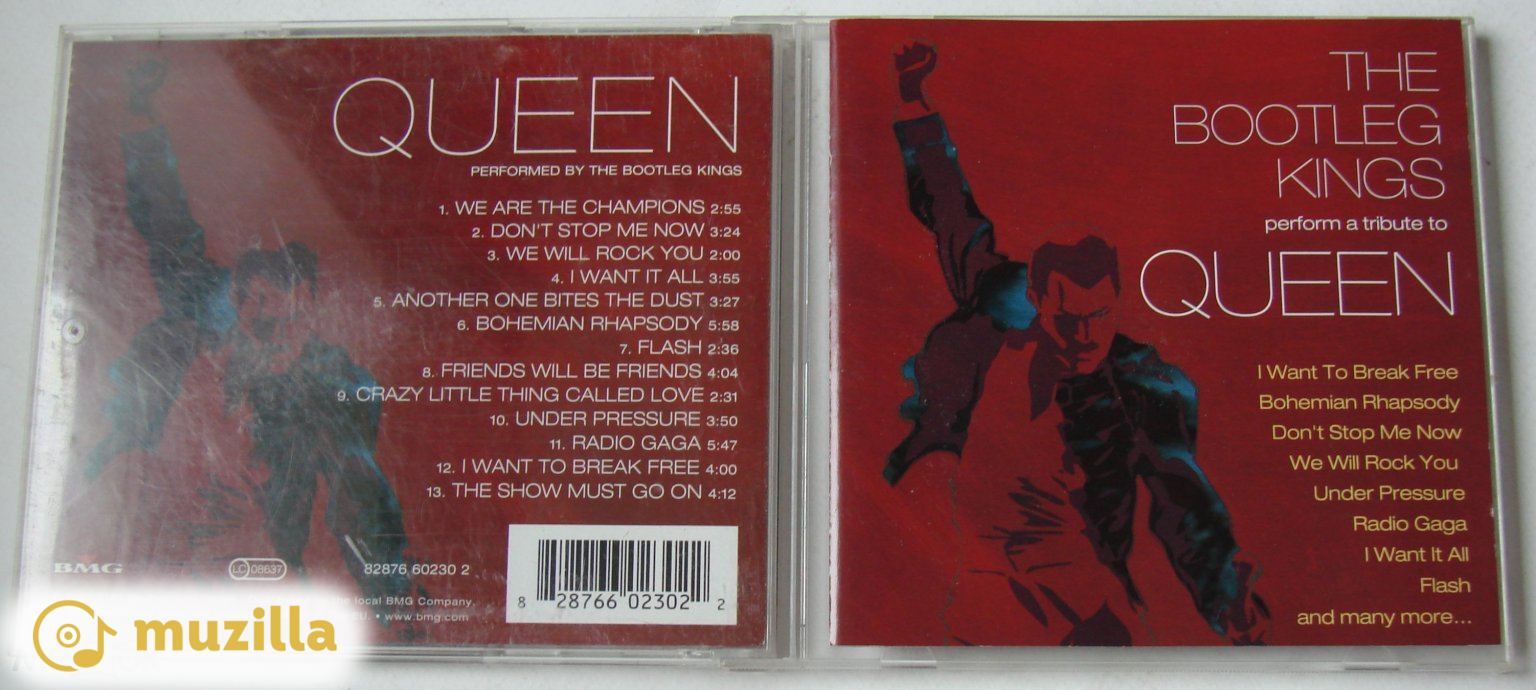 QUEEN
PERFORMED BY THE BOOTLEG KINGS
1. WE ARE THE CHAMPIONS 2:55
2. DON'T STOP ME NOW 3:24
3. WE WILL ROCK YOU 2:00
4. I WANT IT ALL 3:55
5. ANOTHER ONE BITES THE DUST 3:27
6. BOHEMIAN RHAPSODY 5:58
7. FLASH 2:36
8. FRIENDS WILL BE FRIENDS 4:04
9. CRAZY LITTLE THING CALLED LOVE 2:31
10. UNDER PRESSURE 3:50
11. RADIO GAGA 5:47
12. I WANT TO BREAK FREE 4:00
13. THE SHOW MUST GO ON 4:12
BMG
LC 08637
82876 60230 2
8 28766 02302 2
the local BMG Company,
• www.bmg.com
muzilla
THE
BOOTLEG
KINGS
perform a tribute to
QUEEN
I Want To Break Free
Bohemian Rhapsody
Don't Stop Me Now
We Will Rock You
Under Pressure
Radio Gaga
I Want It All
Flash
and many more...